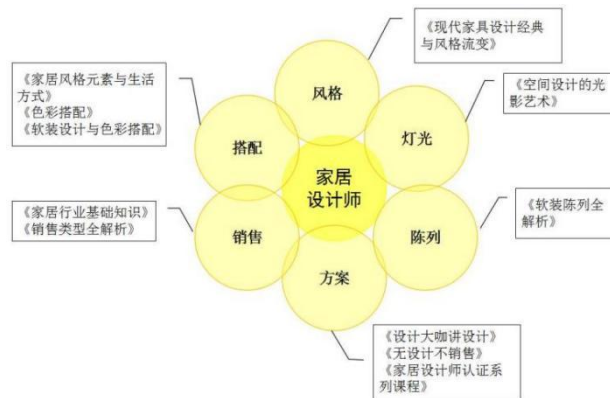 《现代家具设计经典
与风格流变》
《家居风格元素与生活
方式》
《色彩搭配》
《软装设计与色彩搭配》
《空间设计的光
影艺术》
风格
搭配
灯光
家居
设计师
《家居行业基础知识》
《销售类型全解析》
《软装陈列全
解析》
销售
陈列
方案
《设计大咖讲设计》
《无设计不销售》
《家居设计师认证系
列课程》